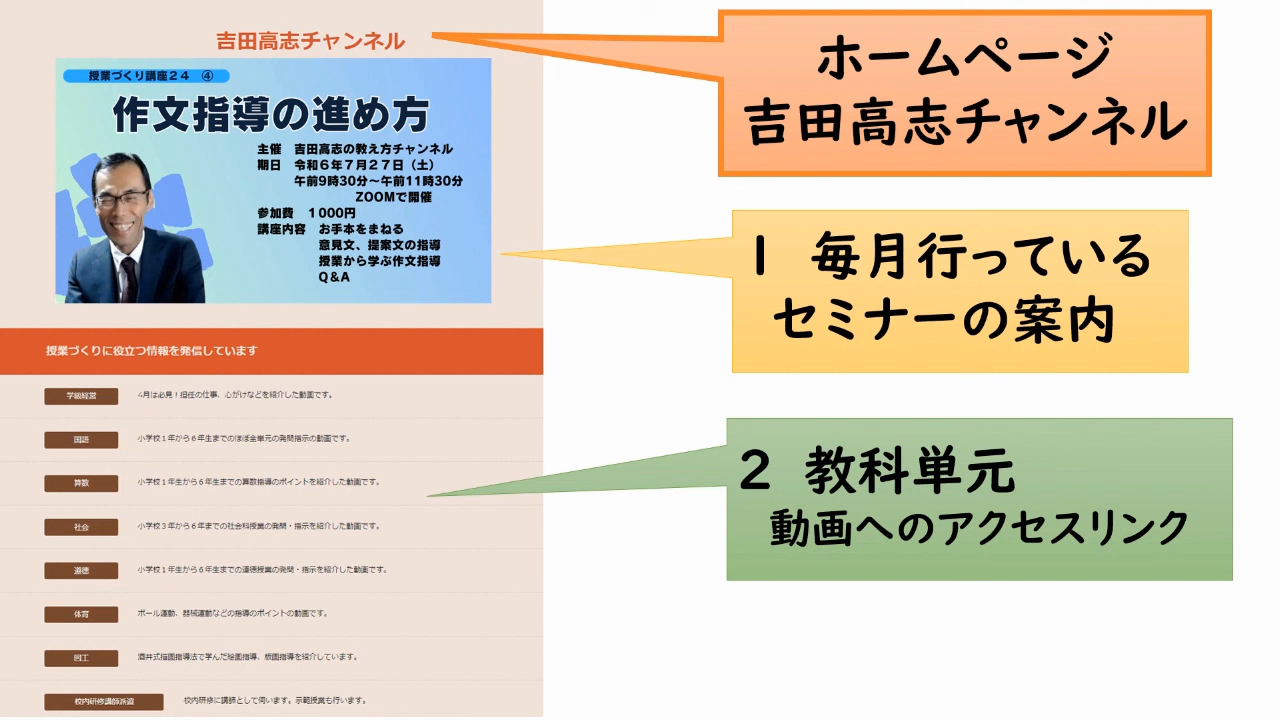 吉田高志チャンネル
授業づくり講座２４　④
作文指導の進め方
主催　吉田高志の教え方チャンネル
期日　令和６年７月２７日（土）
午前9時30分～午前11時30分
ZOOMで開催
参加費　１000円
講座内容　お手本をまねる
意見文、提案文の指導
授業から学ぶ作文指導
Q＆A
授業づくりに役立つ情報を発信しています
学級経営　4月は必見！担任の仕事、心がけなどを紹介した動画です。
国語　小学校１年から６年生までのほぼ全単元の発問指示の動画です。
算数　小学校１年生から６年生までの算数指導のポイントを紹介した動画です。
社会　小学校３年から６年までの社会科授業の発問・指示を紹介した動画です。
道徳　小学校１年生から６年生までの道徳授業の発問・指示を紹介した動画です。
体育　ボール運動、器械運動などの指導のポイントの動画です。
図工　酒井式描画指導法で学んだ絵画指導、版画指導を紹介しています。
校内研修講師派遣　校内研修に講師として伺います。示範授業も行います。
ホームページ
吉田高志チャンネル
１　毎月行っている
セミナーの案内
２　教科単元
動画へのアクセスリンク